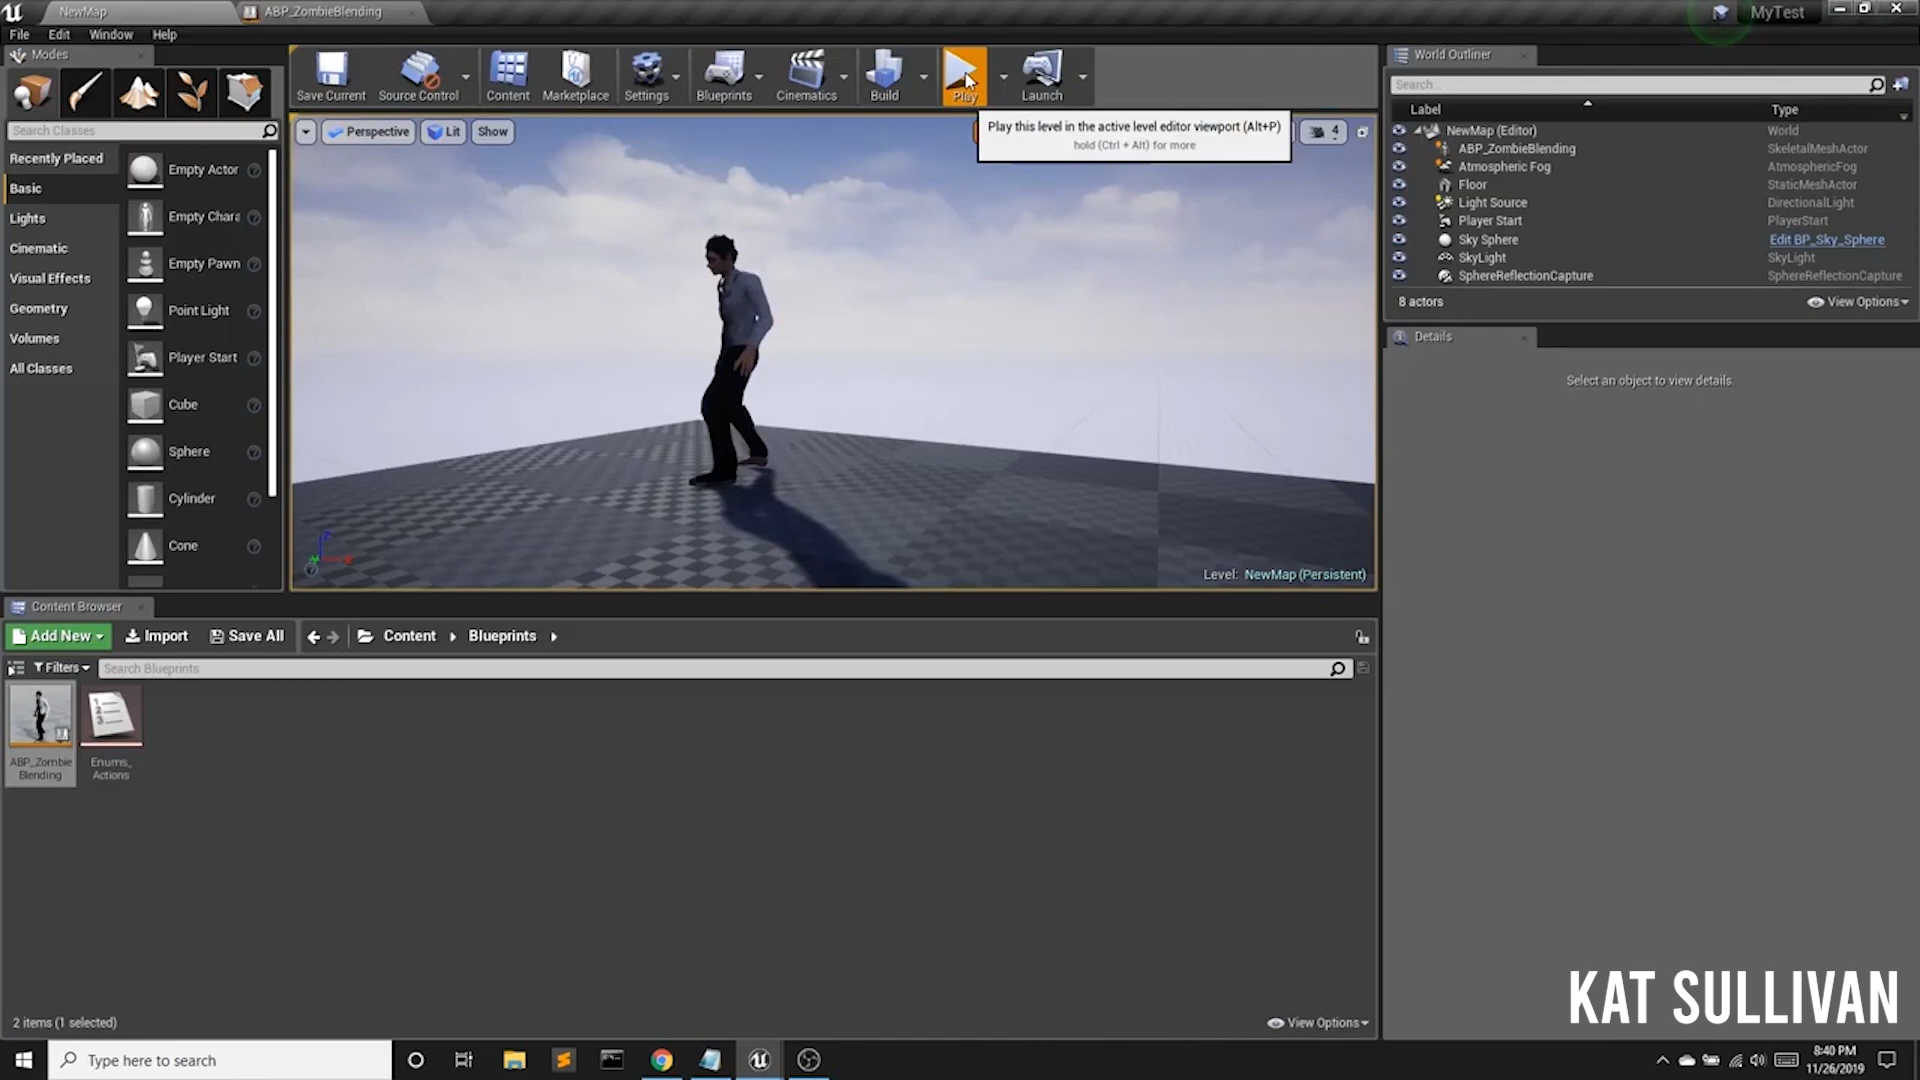 NewMap
ABP_ZombieBlending
MyTest
File Edit Window Help
Modes
Search Classes
Recently Placed
Basic
Lights
Cinematic
Visual Effects
Geometry
Volumes
All Classes
Empty Actor
Empty Chara
Empty Pawn
Point Light
Player Start
Cube
Sphere
Cylinder
Cone
Save Current
Source Control
Content
Marketplace
Settings
Blueprints
Cinematics
Build
Play
Launch
Play this level in the active level editor viewport (Alt+P)
hold (Ctrl + Alt) for more
Perspective
Lit
Show
4
Level: NewMap (Persistent)
World Outliner
Search...
Label Type
NewMap (Editor) World
ABP_ZombieBlending SkeletalMeshActor
Atmospheric Fog AtmosphericFog
Floor StaticMeshActor
Light Source DirectionalLight
Player Start PlayerStart
Sky Sphere Edit BP_Sky_Sphere
SkyLight SkyLight
SphereReflectionCapture SphereReflectionCapture
8 actors View Options
Details
Select an object to view details.
Content Browser
Add New Import Save All Content Blueprints
Filters Search Blueprints
ABP_Zombie
Blending
Enums_
Actions
2 items (1 selected) View Options
KAT SULLIVAN
Type here to search
8:40 PM
11/26/2019